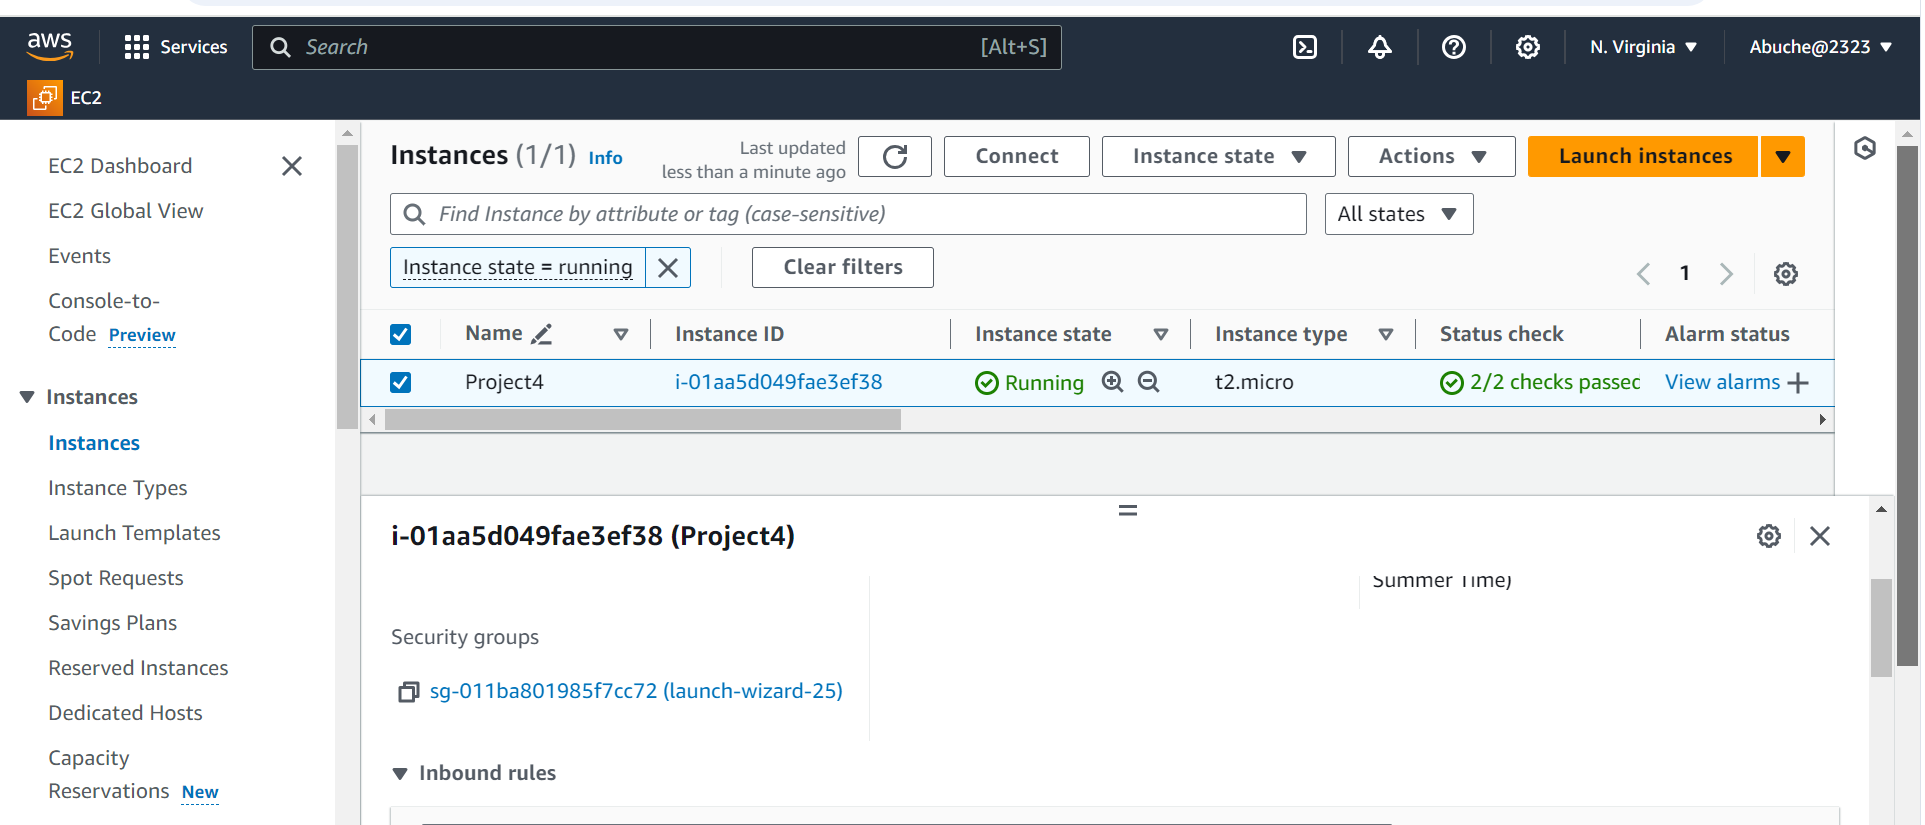 aws
Services
Search
[Alt+S]
N. Virginia
Abuche@2323
EC2
EC2 Dashboard
EC2 Global View
Events
Console-to-
Code Preview
Instances
Instances
Instance Types
Launch Templates
Spot Requests
Savings Plans
Reserved Instances
Dedicated Hosts
Capacity
Reservations New
Instances (1/1) Info
Last updated
less than a minute ago
Connect
Instance state
Actions
Launch instances
Find Instance by attribute or tag (case-sensitive)
All states
Instance state = running
Clear filters
1
Name Instance ID Instance state Instance type Status check Alarm status
Project4 i-01aa5d049fae3ef38 Running t2.micro 2/2 checks passed View alarms
i-01aa5d049fae3ef38 (Project4)
Summer Time)
Security groups
sg-011ba801985f7cc72 (launch-wizard-25)
Inbound rules